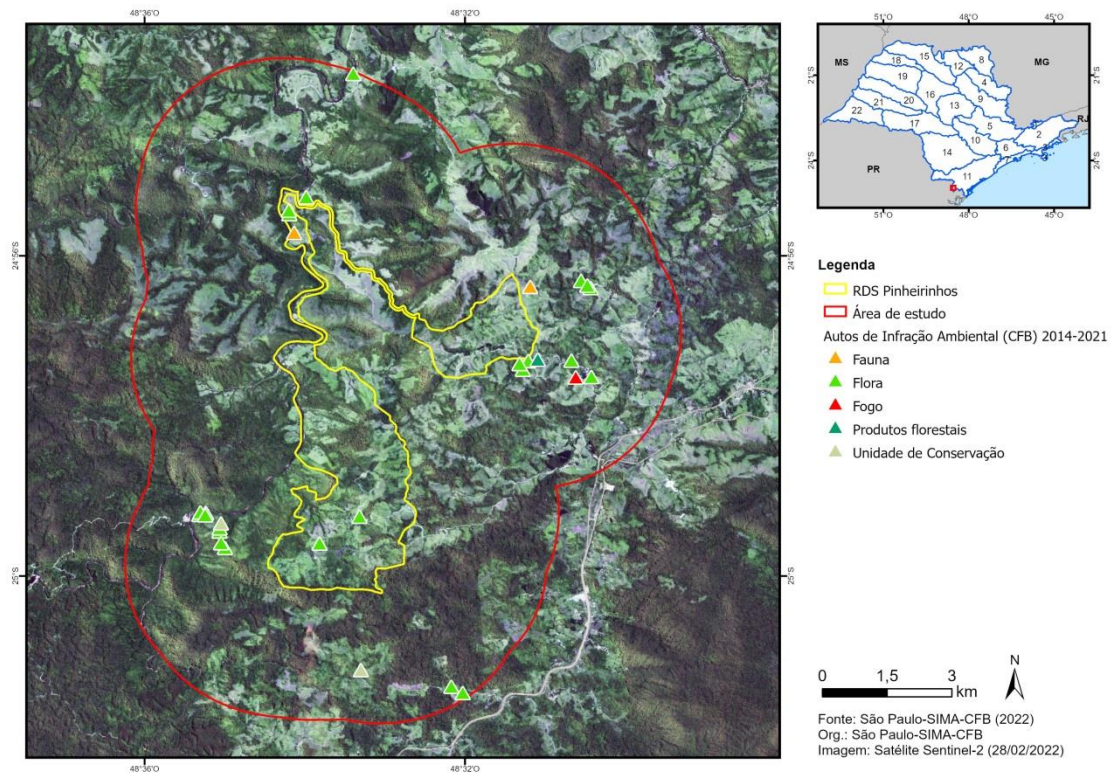 48°36'O
48°32'O
24°56'S
24°56'S
25°S
25°S
48°36'O
48°32'O
51°O
48°O
45°O
21°S
21°S
24°S
24°S
51°O
48°O
45°O
MS
MG
RJ
PR
15
8
18
12
19
4
16
9
22
21
20
13
17
5
10
2
14
6
3
11
Legenda
RDS Pinheirinhos
Área de estudo
Autos de Infração Ambiental (CFB) 2014-2021
Fauna
Flora
Fogo
Produtos florestais
Unidade de Conservação
N
0 1,5 3
km
Fonte: São Paulo-SIMA-CFB (2022)
Org.: São Paulo-SIMA-CFB
Imagem: Satélite Sentinel-2 (28/02/2022)